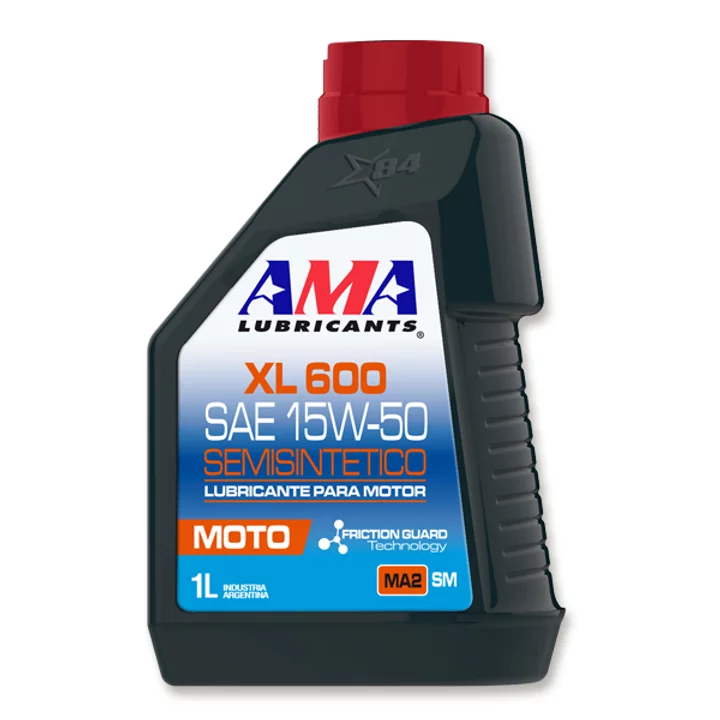 84
AMA
LUBRICANTS®
XL 600
SAE 15W-50
SEMISINTETICO
LUBRICANTE PARA MOTOR
MOTO
FRICTION GUARD
Technology
MA2 SM
1L
INDUSTRIA
ARGENTINA